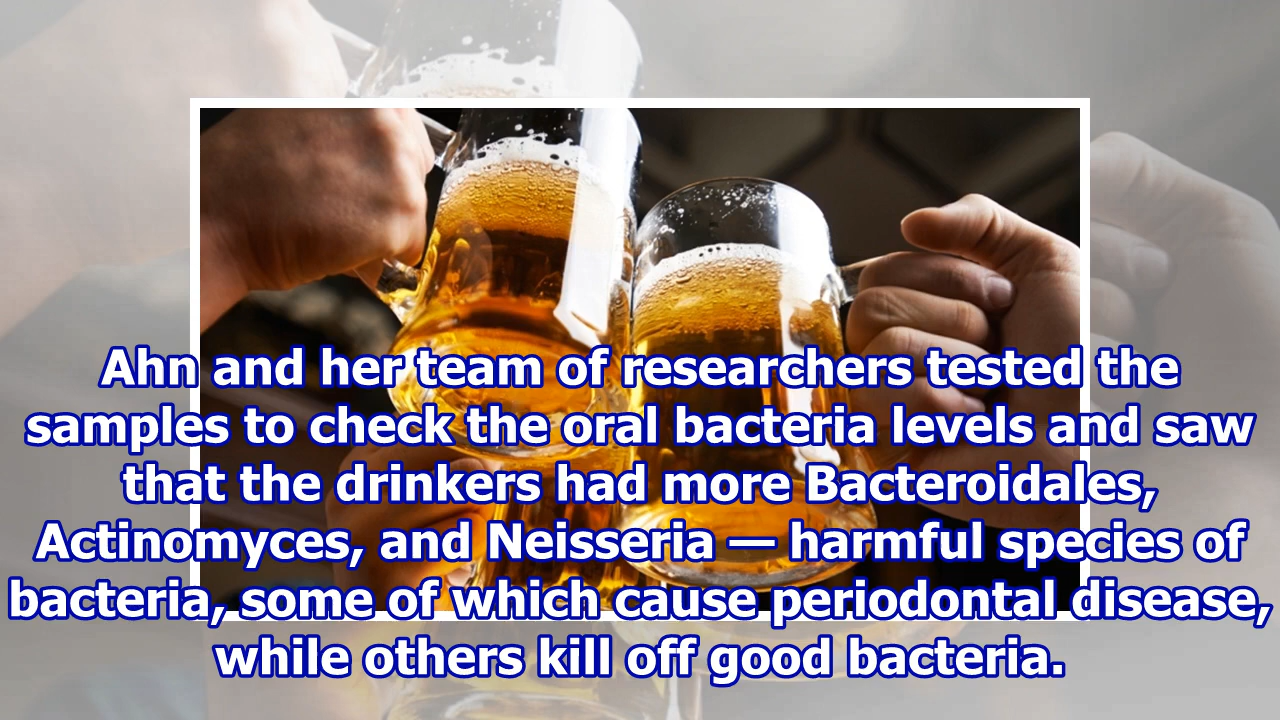 Ahn and her team of researchers tested the
samples to check the oral bacteria levels and saw
that the drinkers had more Bacteroidales,
Actinomyces, and Neisseria — harmful species of
bacteria, some of which cause periodontal disease,
while others kill off good bacteria.